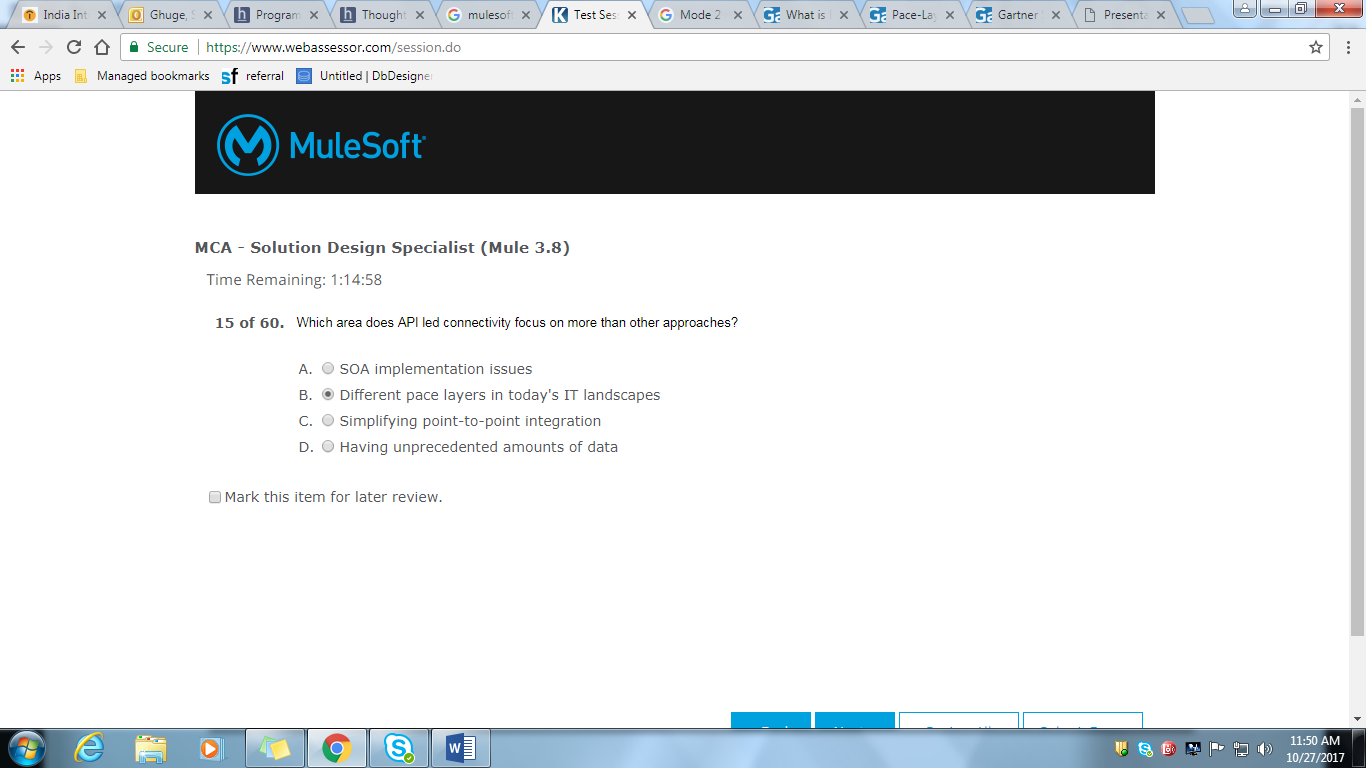 India Int Ghuge, S Program Thought mulesof Test Ses Mode 2 What is Pace-La Gartner Presenta
Secure https://www.webassessor.com/session.do
Apps Managed bookmarks sf referral Untitled | DbDesigner
MuleSoft
MCA - Solution Design Specialist (Mule 3.8)
Time Remaining: 1:14:58
15 of 60. Which area does API led connectivity focus on more than other approaches?
A. SOA implementation issues
B. Different pace layers in today's IT landscapes
C. Simplifying point-to-point integration
D. Having unprecedented amounts of data
Mark this item for later review.
11:50 AM
10/27/2017